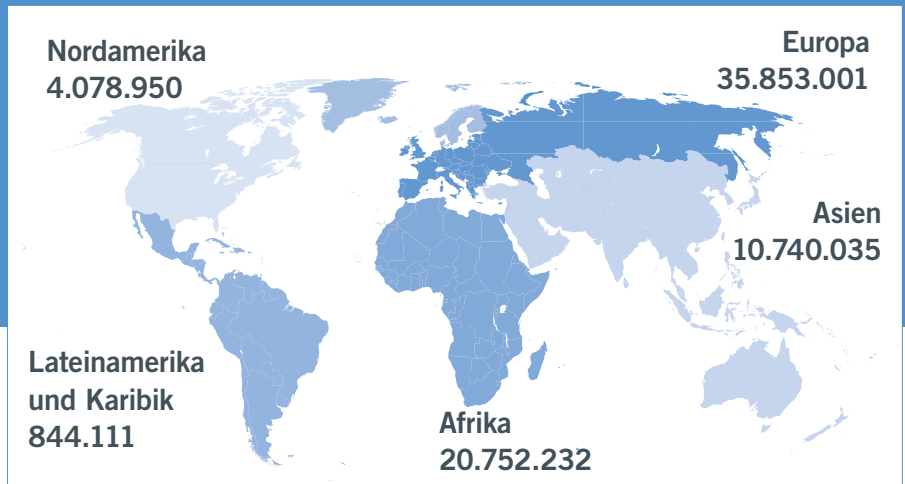 Nordamerika
4.078.950
Europa
35.853.001
Asien
10.740.035
Lateinamerika
und Karibik
844.111
Afrika
20.752.232